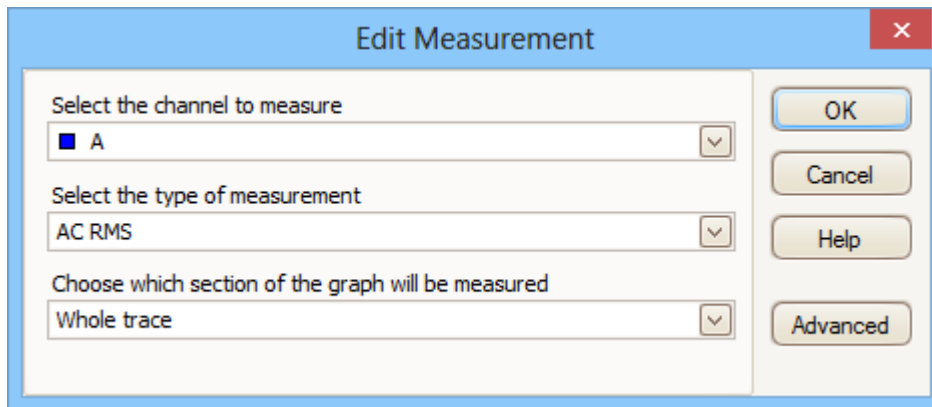 Edit Measurement
Select the channel to measure
A
Select the type of measurement
AC RMS
Choose which section of the graph will be measured
Whole trace
OK
Cancel
Help
Advanced